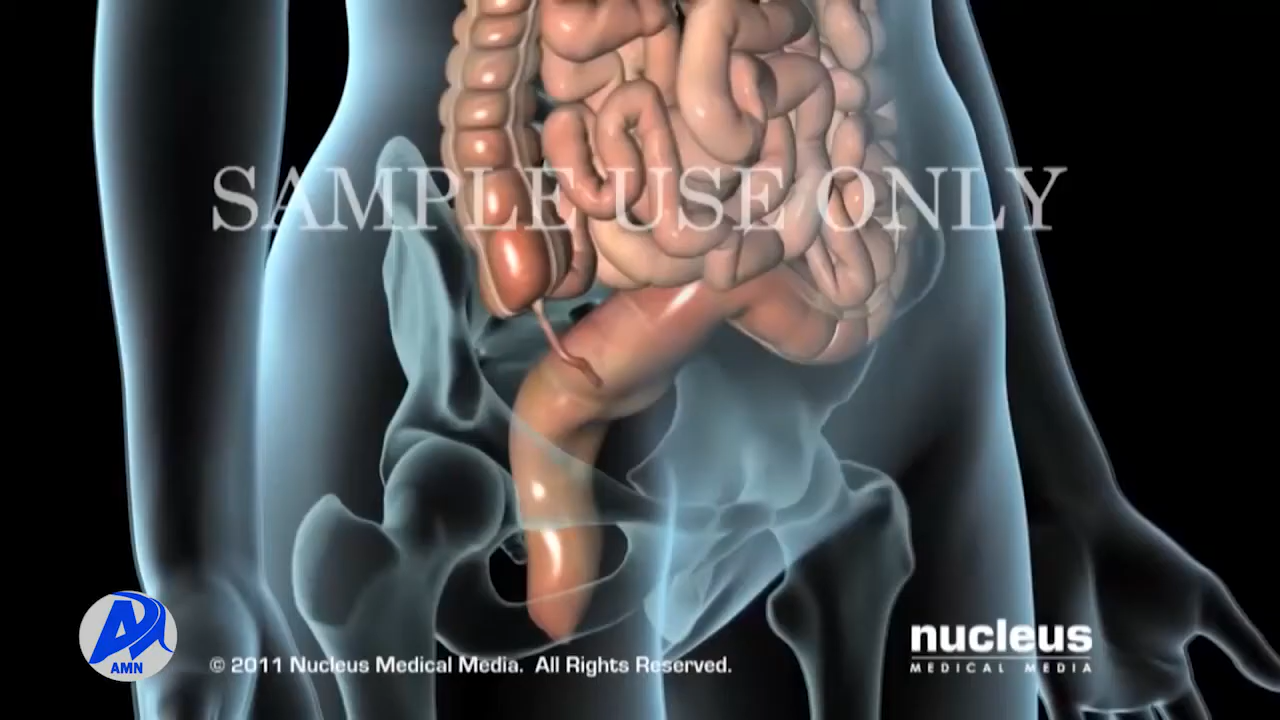 SAMPLE USE ONLY
nucleus
MEDICAL MEDIA
AMN
© 2011 Nucleus Medical Media. All Rights Reserved.